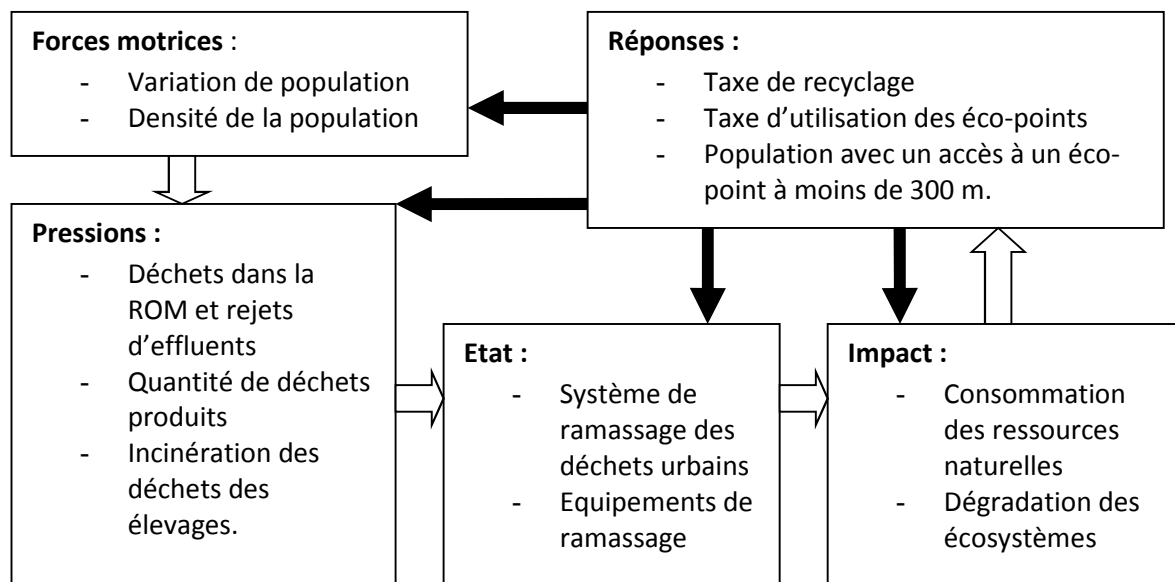 Forces motrices :
- Variation de population
- Densité de la population
Réponses :
- Taxe de recyclage
- Taxe d'utilisation des éco-points
- Population avec un accès à un éco-
point à moins de 300 m.
Pressions :
- Déchets dans la
ROM et rejets
d'effluents
- Quantité de déchets
produits
- Incinération des
déchets des
élevages.
Etat :
- Système de
ramassage des
déchets urbains
- Equipements de
ramassage
Impact :
- Consommation
des ressources
naturelles
- Dégradation des
écosystèmes